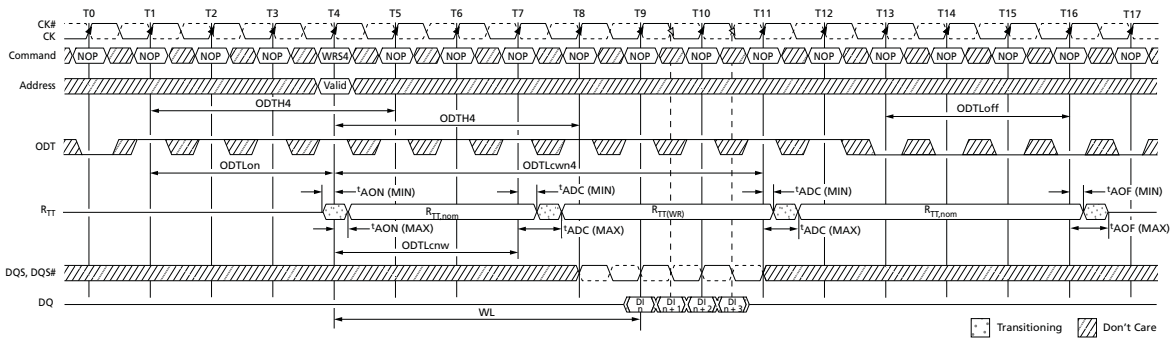 T0 T1 T2 T3 T4 T5 T6 T7 T8 T9 T10 T11 T12 T13 T14 T15 T16 T17
CK#
CK
Command NOP NOP NOP NOP WRS4 NOP NOP NOP NOP NOP NOP NOP NOP NOP NOP NOP NOP NOP
Address Valid
ODTH4 ODTLoff
ODTH4
ODT
ODTLon ODTLcwn4
tAON (MIN) tADC (MIN) tADC (MIN) tAOF (MIN)
RTT RTT,nom RTT(WR) RTT,nom
tAON (MAX) tADC (MAX) tADC (MAX) tAOF (MAX)
ODTLcnw
DQS, DQS#
DQ DI n DI n + 1 DI n + 2 DI n + 3
WL
Transitioning Don't Care